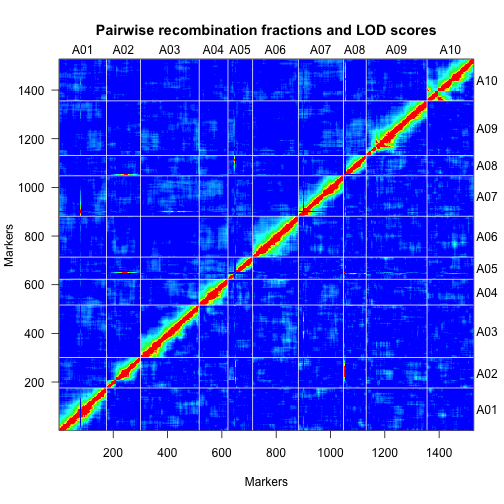 Pairwise recombination fractions and LOD scores
A01 A02 A03 A04 A05 A06 A07 A08 A09 A10
1400
1200
1000
800
600
400
200
Markers
A10
A09
A08
A07
A06
A05
A04
A03
A02
A01
200 400 600 800 1000 1200 1400
Markers